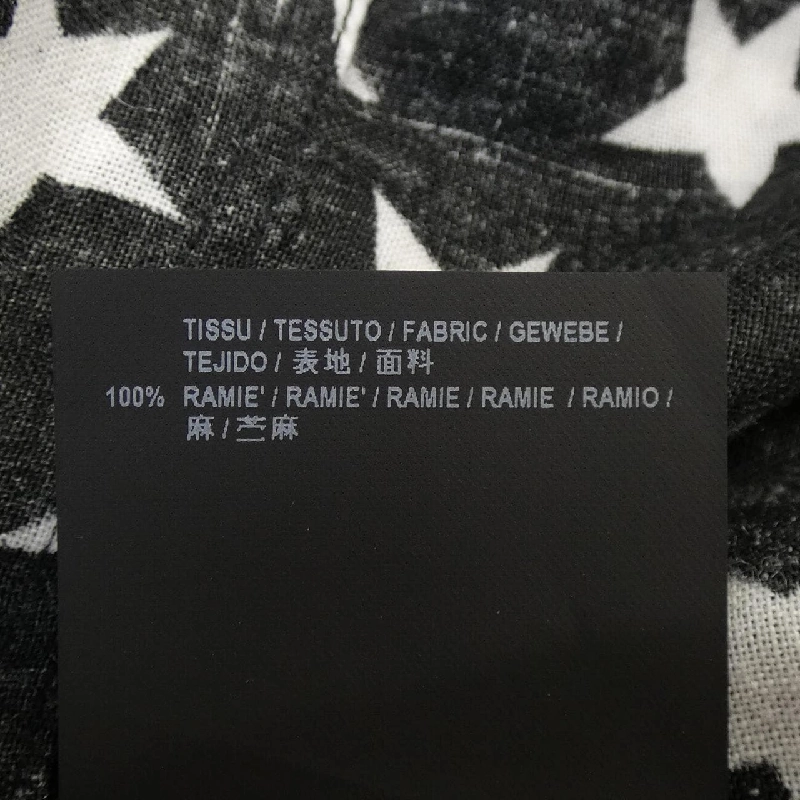 TISSU / TESSUTO / FABRIC / GEWEBE /
TEJIDO / 表地 / 面料
100% RAMIE' / RAMIE' / RAMIE / RAMIE / RAMIO /
麻 / 苎麻